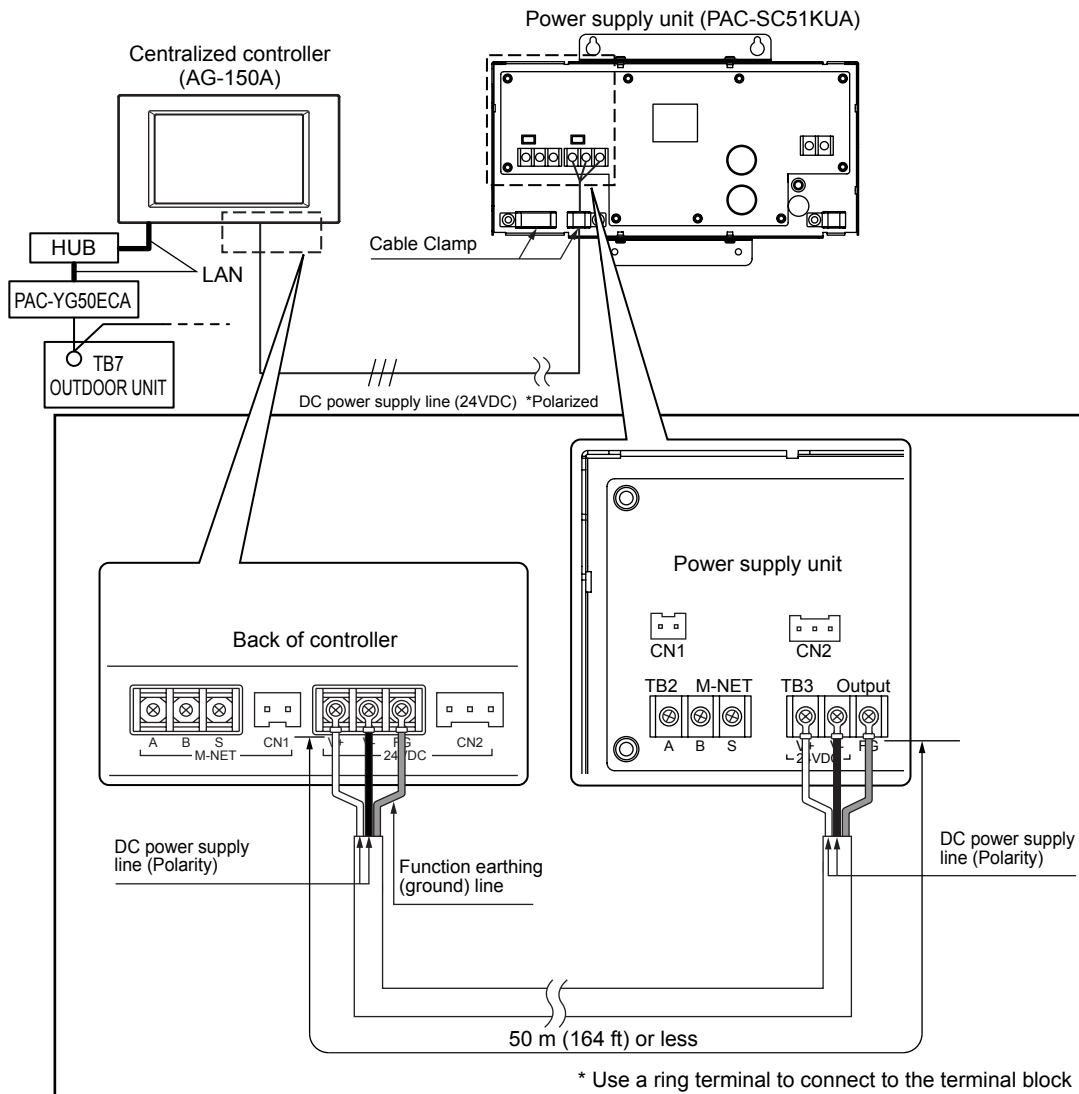 Power supply unit (PAC-SC51KUA)
Centralized controller
(AG-150A)
Cable Clamp
HUB
LAN
PAC-YG50ECA
TB7
OUTDOOR UNIT
DC power supply line (24VDC) *Polarized
Power supply unit
CN1
CN2
TB2 M-NET
TB3 Output
A B S
V+ V- FG
24VDC
Back of controller
A B S
M-NET
CN1
V+ V- FG
24VDC
CN2
DC power supply
line (Polarity)
Function earthing
(ground) line
DC power supply
line (Polarity)
50 m (164 ft) or less
* Use a ring terminal to connect to the terminal block